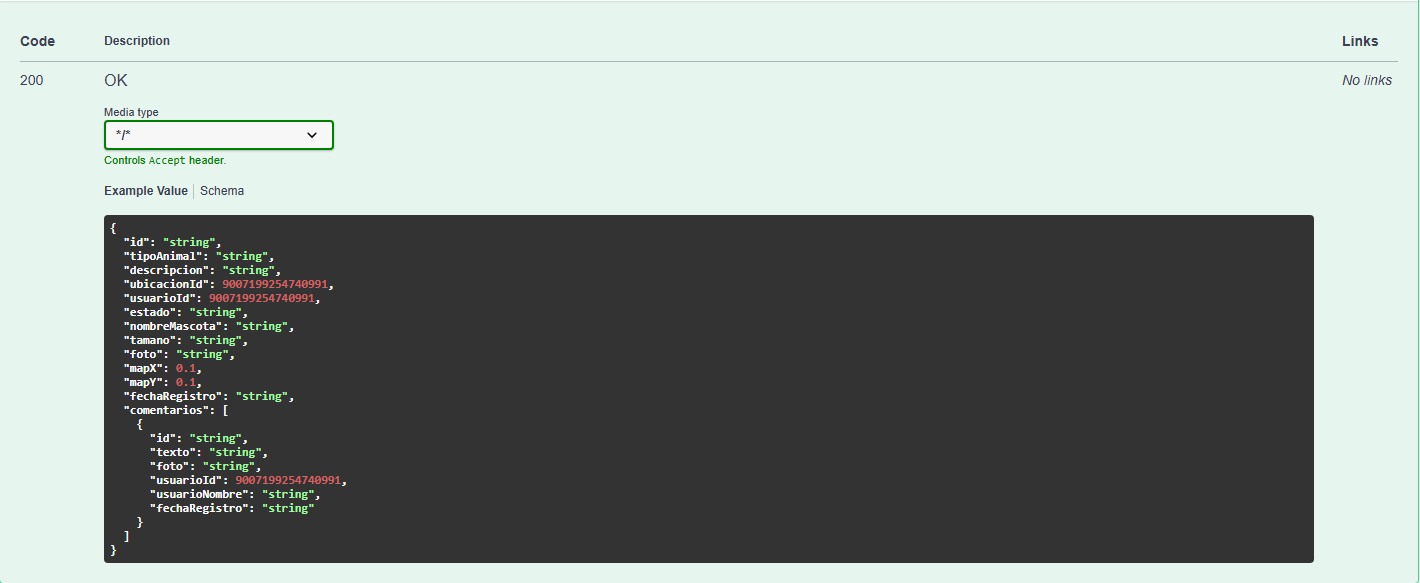 Code Description Links
200 OK No links
Media type
*/*
Controls Accept header.
Example Value Schema
{
  "id": "string",
  "tipoAnimal": "string",
  "descripcion": "string",
  "ubicacionId": 9007199254740991,
  "usuarioId": 9007199254740991,
  "estado": "string",
  "nombreMascota": "string",
  "tamano": "string",
  "foto": "string",
  "mapX": 0.1,
  "mapY": 0.1,
  "fechaRegistro": "string",
  "comentarios": [
    {
      "id": "string",
      "texto": "string",
      "foto": "string",
      "usuarioId": 9007199254740991,
      "usuarioNombre": "string",
      "fechaRegistro": "string"
    }
  ]
}